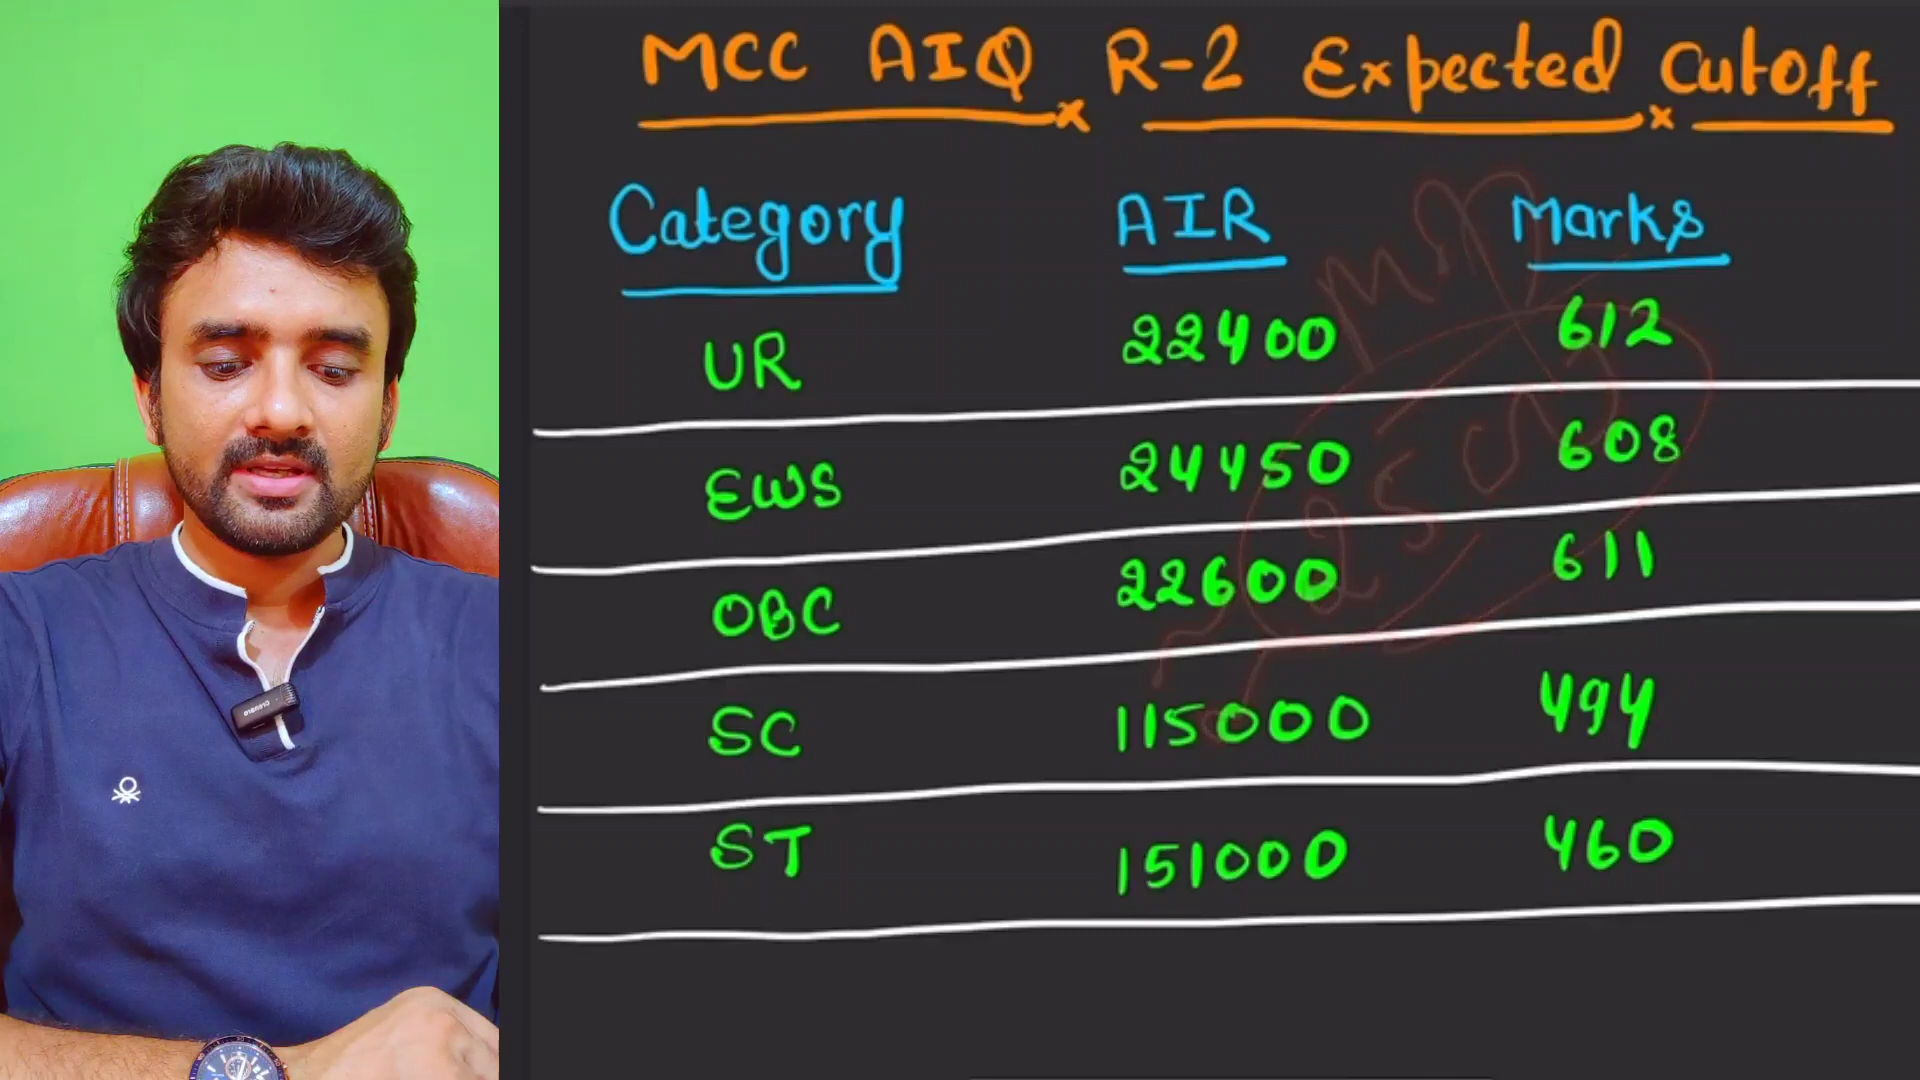 MCC AIQ R-2 Expected Cutoff
Category AIR Marks
UR 22400 612
EWS 24450 608
OBC 22600 611
SC 115000 494
ST 151000 460